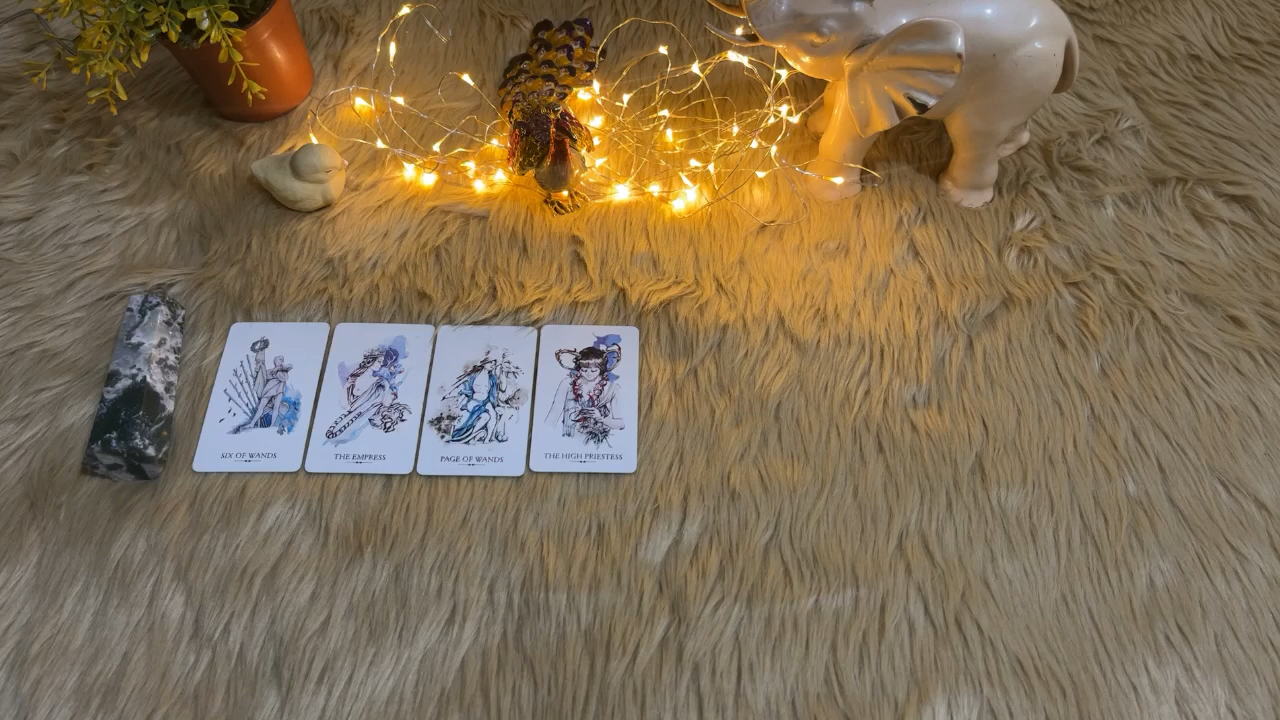 SIX OF WANDS
THE EMPRESS
PAGE OF WANDS
THE HIGH PRIESTESS